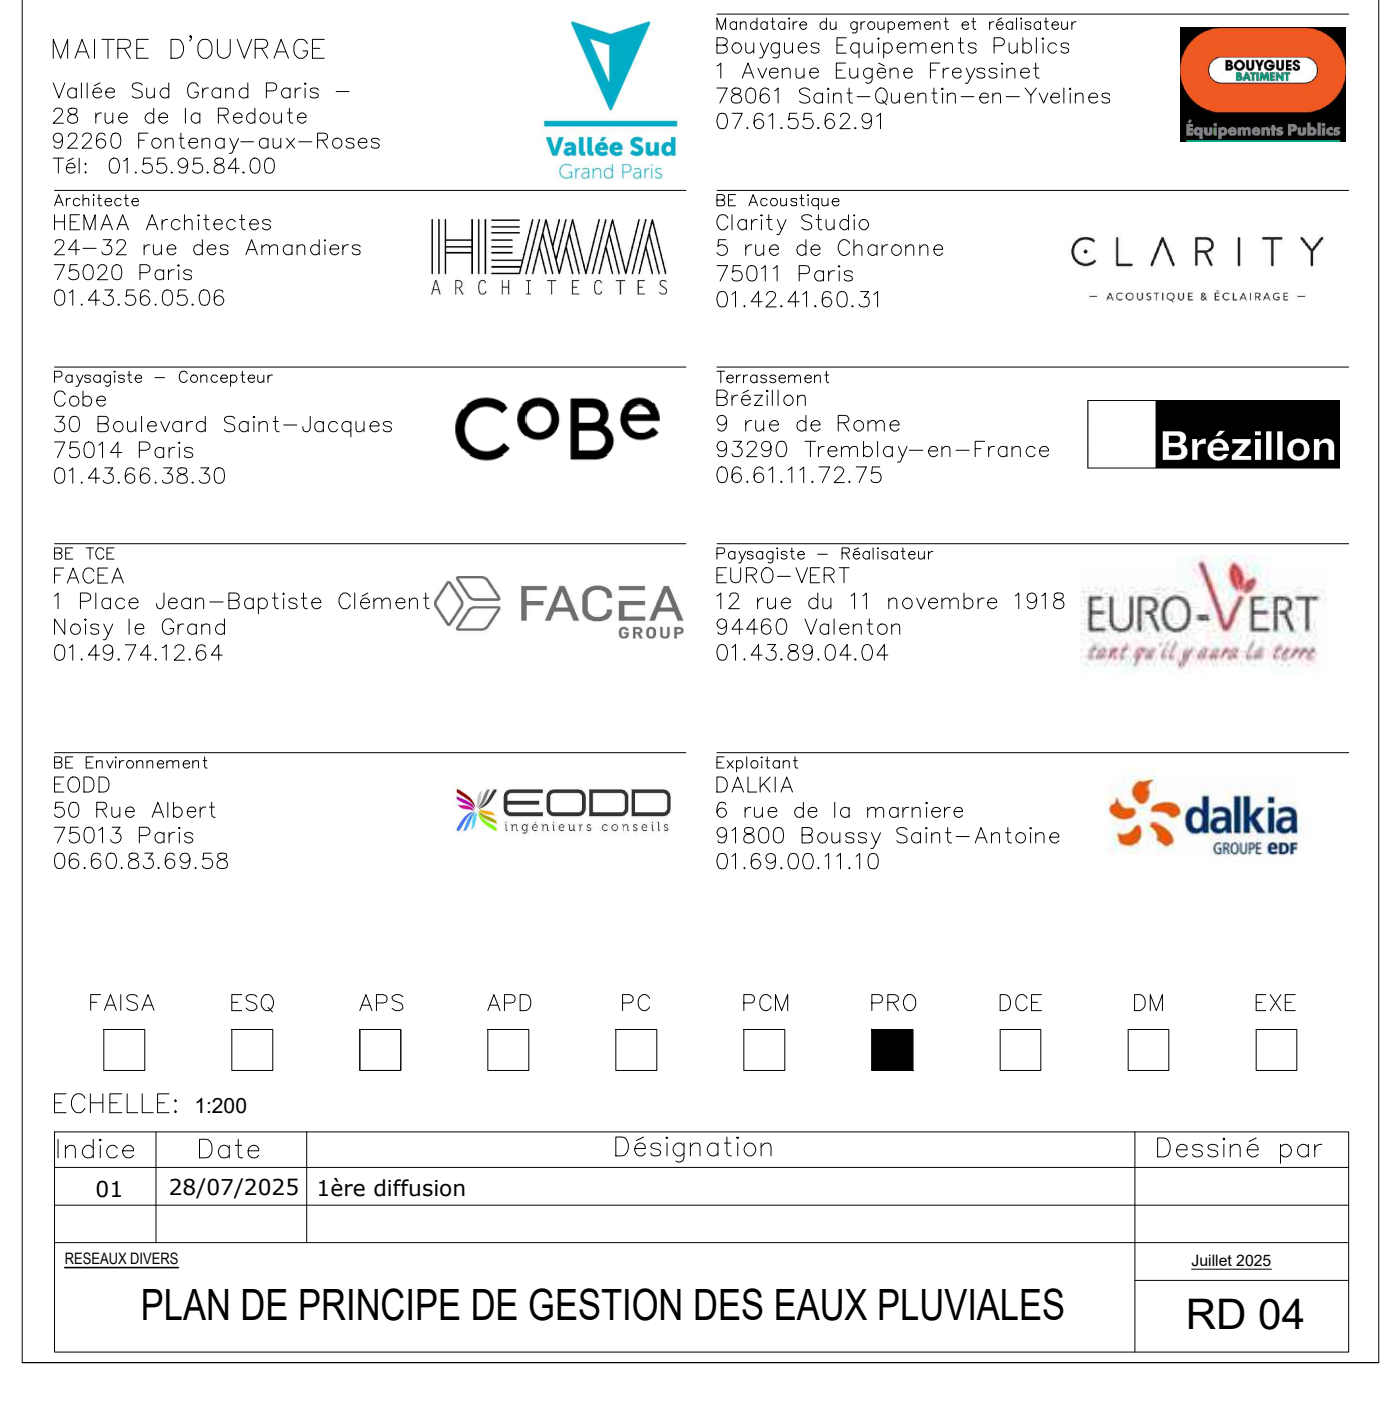 MAITRE D'OUVRAGE
Vallée Sud Grand Paris –
28 rue de la Redoute
92260 Fontenay-aux-Roses
Tél: 01.55.95.84.00
Vallée Sud
Grand Paris
Mandataire du groupement et réalisateur
Bouygues Equipements Publics
1 Avenue Eugène Freyssinet
78061 Saint-Quentin-en-Yvelines
07.61.55.62.91
BOUYGUES
BATIMENT
Équipements Publics
Architecte
HEMAA Architectes
24-32 rue des Amandiers
75020 Paris
01.43.56.05.06
HEMAA
ARCHITECTES
BE Acoustique
Clarity Studio
5 rue de Charonne
75011 Paris
01.42.41.60.31
CLARITY
– ACOUSTIQUE & ÉCLAIRAGE –
Paysagiste – Concepteur
Cobe
30 Boulevard Saint-Jacques
75014 Paris
01.43.66.38.30
CoBe
Terrassement
Brézillon
9 rue de Rome
93290 Tremblay-en-France
06.61.11.72.75
Brézillon
BE TCE
FACEA
1 Place Jean-Baptiste Clément
Noisy le Grand
01.49.74.12.64
FACEA
GROUP
Paysagiste – Réalisateur
EURO-VERT
12 rue du 11 novembre 1918
94460 Valenton
01.43.89.04.04
EURO-VERT
tant qu'il y aura la terre
BE Environnement
EODD
50 Rue Albert
75013 Paris
06.60.83.69.58
EODD
ingénieurs conseils
Exploitant
DALKIA
6 rue de la marniere
91800 Boussy Saint-Antoine
01.69.00.11.10
dalkia
GROUPE eDF
FAISA ESQ APS APD PC PCM PRO DCE DM EXE
ECHELLE: 1:200
Indice Date Désignation Dessiné par
01 28/07/2025 1ère diffusion
RESEAUX DIVERS
Juillet 2025
PLAN DE PRINCIPE DE GESTION DES EAUX PLUVIALES
RD 04